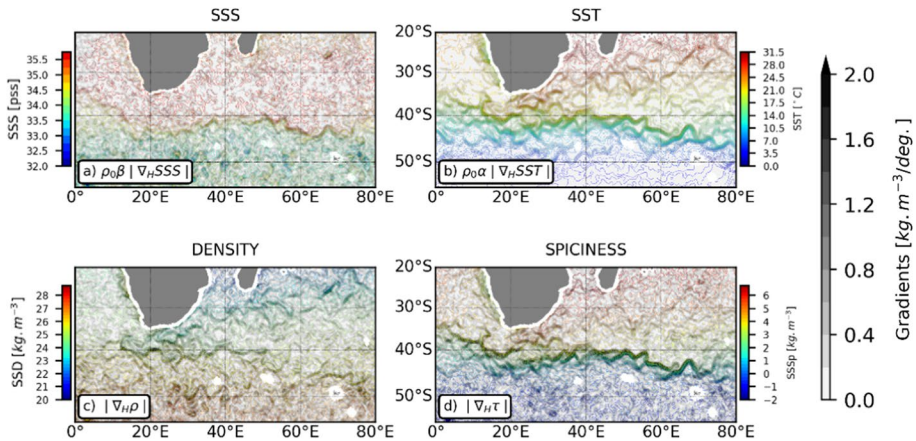 SSS
SST
20°S
30°S
40°S
50°S
SSS [pss]
35.5
35.0
34.5
34.0
33.5
33.0
32.5
32.0
a) ρ₀β | ∇HSSS |
b) ρ₀α | ∇HSST |
0° 20°E 40°E 60°E 80°E
0° 20°E 40°E 60°E 80°E
31.5
28.0
24.5
21.0
17.5
14.0
10.5
7.0
3.5
0.0
SST [°C]
DENSITY
SPICINESS
20°S
30°S
40°S
50°S
SSD [kg. m⁻³]
28
27
26
25
24
23
22
21
20
c) | ∇Hρ |
d) | ∇Hτ |
0° 20°E 40°E 60°E 80°E
0° 20°E 40°E 60°E 80°E
6
5
4
3
2
1
0
−1
−2
SSSp [kg. m⁻³]
2.0
1.6
1.2
0.8
0.4
0.0
Gradients [kg. m⁻³/deg.]